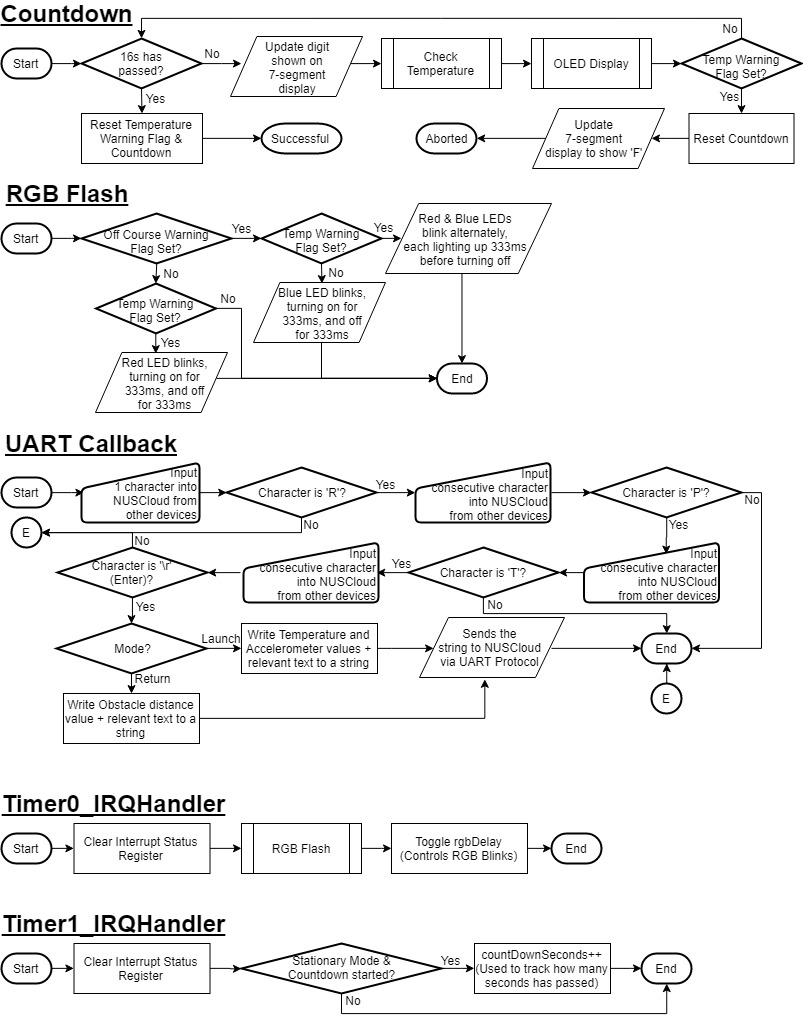 Countdown
No
Start
16s has
passed?
No
Update digit
shown on
7-segment
display
Check
Temperature
OLED Display
Temp Warning
Flag Set?
Yes
Yes
Reset Temperature
Warning Flag &
Countdown
Successful
Aborted
Update
7-segment
display to show 'F'
Reset Countdown
RGB Flash
Start
Off Course Warning
Flag Set?
Yes
Temp Warning
Flag Set?
Yes
Red & Blue LEDs
blink alternately,
each lighting up 333ms
before turning off
No
No
Temp Warning
Flag Set?
No
Blue LED blinks,
turning on for
333ms, and off
for 333ms
Yes
Red LED blinks,
turning on for
333ms, and off
for 333ms
End
UART Callback
Start
Input
1 character into
NUSCloud from
other devices
Character is 'R'?
Yes
Input
consecutive character
into NUSCloud
from other devices
Character is 'P'?
No
E
No
Yes
No
Character is '\r'
(Enter)?
Input
consecutive character
into NUSCloud
from other devices
Yes
Character is 'T'?
Input
consecutive character
into NUSCloud
from other devices
Yes
No
Mode?
Launch
Write Temperature and
Accelerometer values +
relevant text to a string
Sends the
string to NUSCloud
via UART Protocol
End
Return
Write Obstacle distance
value + relevant text to a
string
E
Timer0_IRQHandler
Start
Clear Interrupt Status
Register
RGB Flash
Toggle rgbDelay
(Controls RGB Blinks)
End
Timer1_IRQHandler
Start
Clear Interrupt Status
Register
Stationary Mode &
Countdown started?
Yes
countDownSeconds++
(Used to track how many
seconds has passed)
End
No